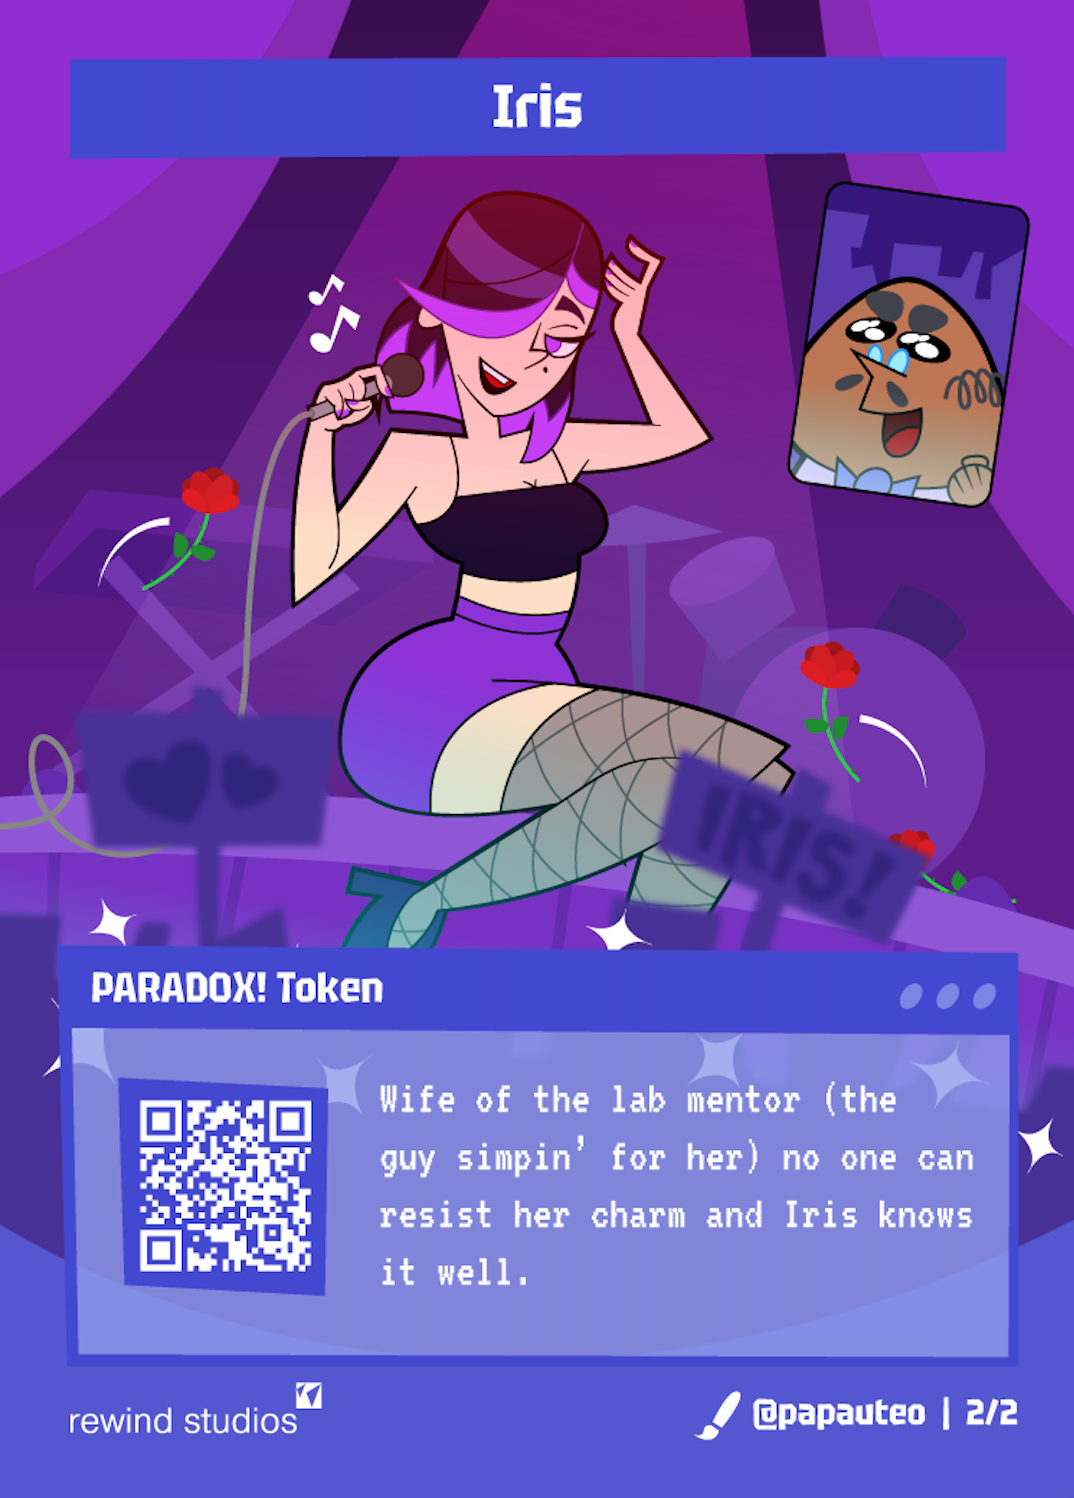 Iris
IRIS!
PARADOX! Token
Wife of the lab mentor (the
guy simpin’ for her) no one can
resist her charm and Iris knows
it well.
rewind studios
@papauteo | 2/2